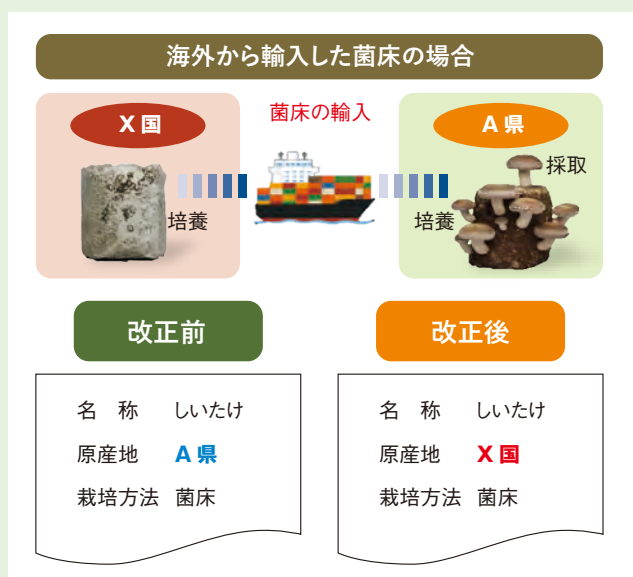 海外から輸入した菌床の場合
X国
菌床の輸入
A県
採取
培養
培養
改正前
改正後
名　称　しいたけ
原産地　A県
栽培方法　菌床
名　称　しいたけ
原産地　X国
栽培方法　菌床